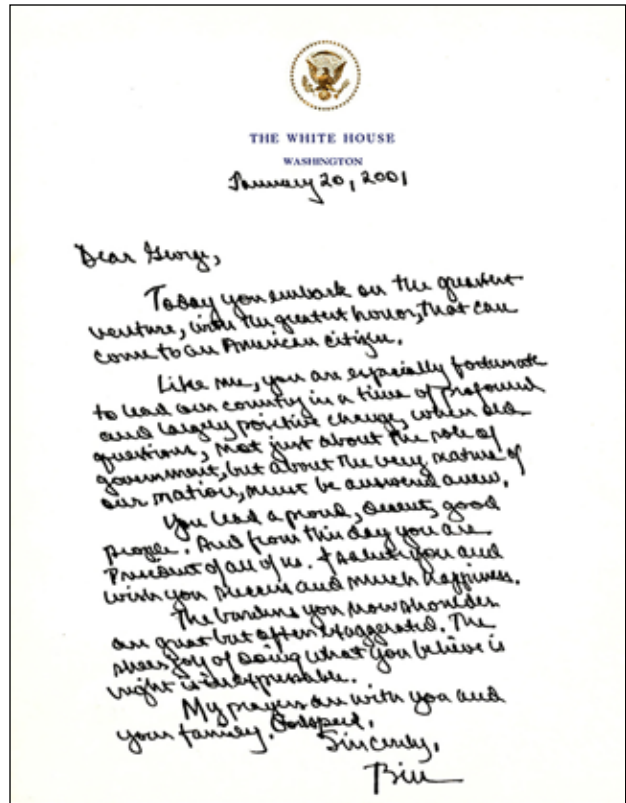 THE WHITE HOUSE
WASHINGTON
January 20, 2001
Dear George,
Today you embark on the greatest
venture, with the greatest honor, that can
come to an American citizen.
Like me, you are especially fortunate
to lead our country in a time of profound
and largely positive change, when old
questions, not just about the role of
government, but about the very nature of
our nation, must be answered anew.
You lead a proud, decent, good
people. And from this day you are
President of all of us. I salute you and
wish you success and much happiness.
The burdens you now shoulder
are great but often exaggerated. The
sheer joy of doing what you believe is
right is inexpressible.
My prayers are with you and
your family. Godspeed.
Sincerely,
Bill